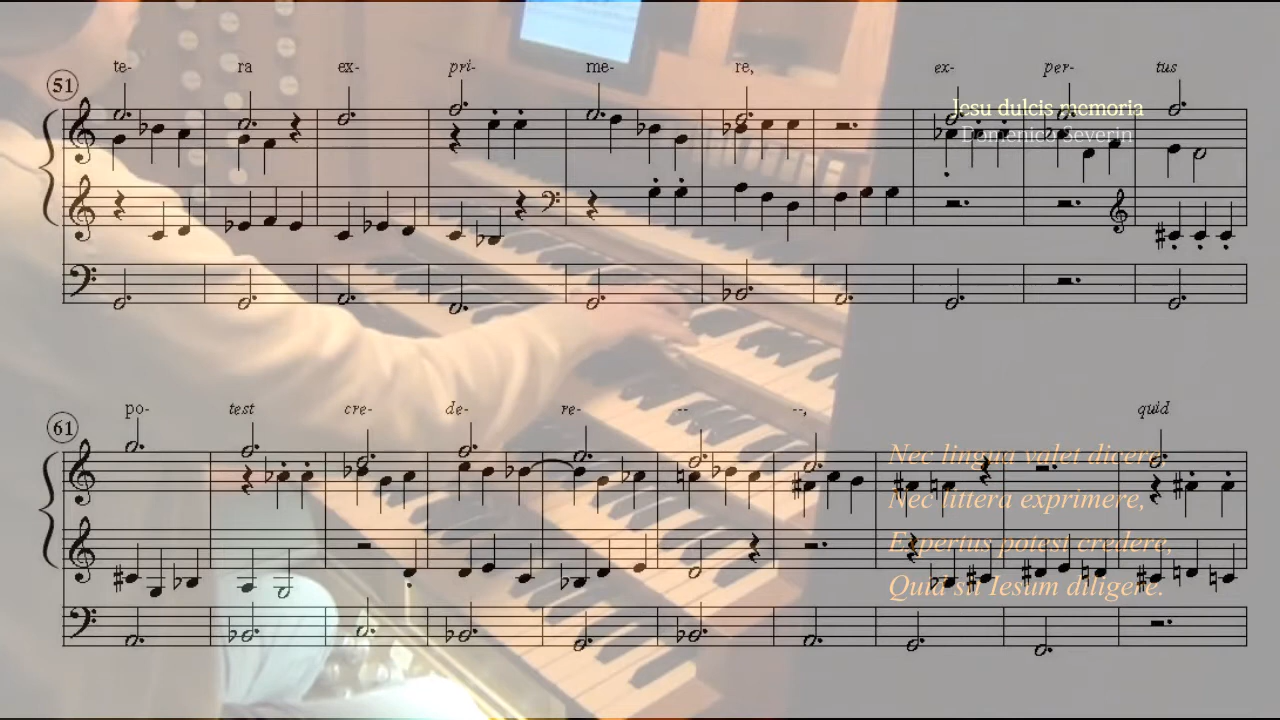 te- ra ex- pri- me- re, ex- per- tus
51
Jesu dulcis memoria
Domenico Severin
po- test cre- de- re- -- --, quid
61
Nec lingua valet dicere,
Nec littera exprimere,
Expertus potest credere,
Quid sit Iesum diligere.